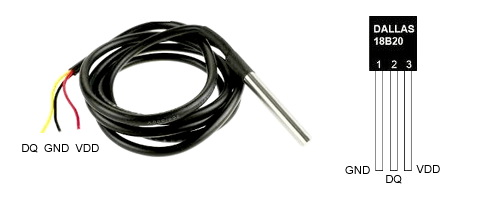 DQ GND VDD
DALLAS
18B20
1 2 3
GND
DQ
VDD